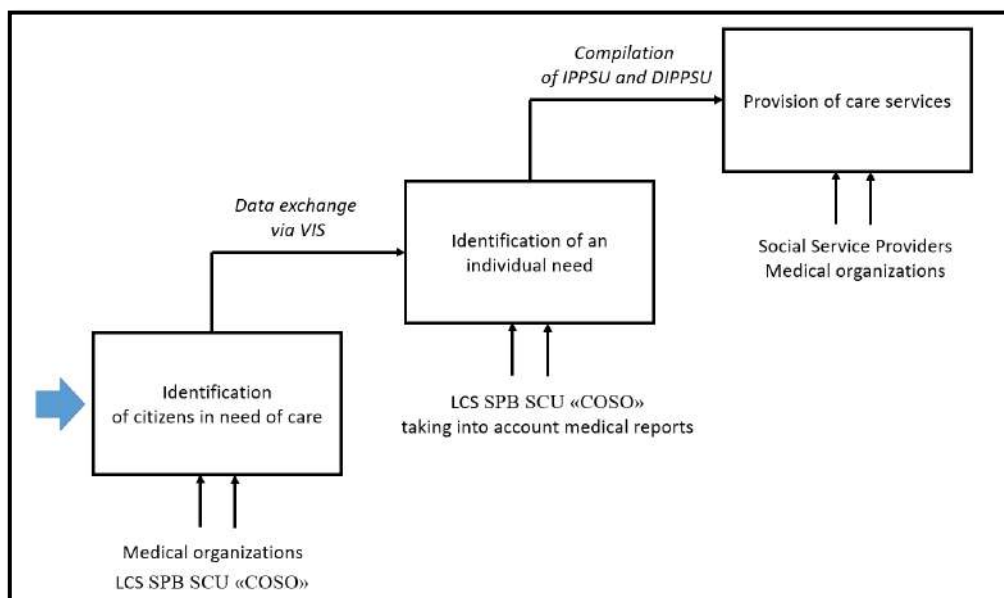 Compilation
of IPPSU and DIPPSU
Provision of care services
Data exchange
via VIS
Identification of an
individual need
Social Service Providers
Medical organizations
Identification
of citizens in need of care
LCS SPB SCU «COSO»
taking into account medical reports
Medical organizations
LCS SPB SCU «COSO»